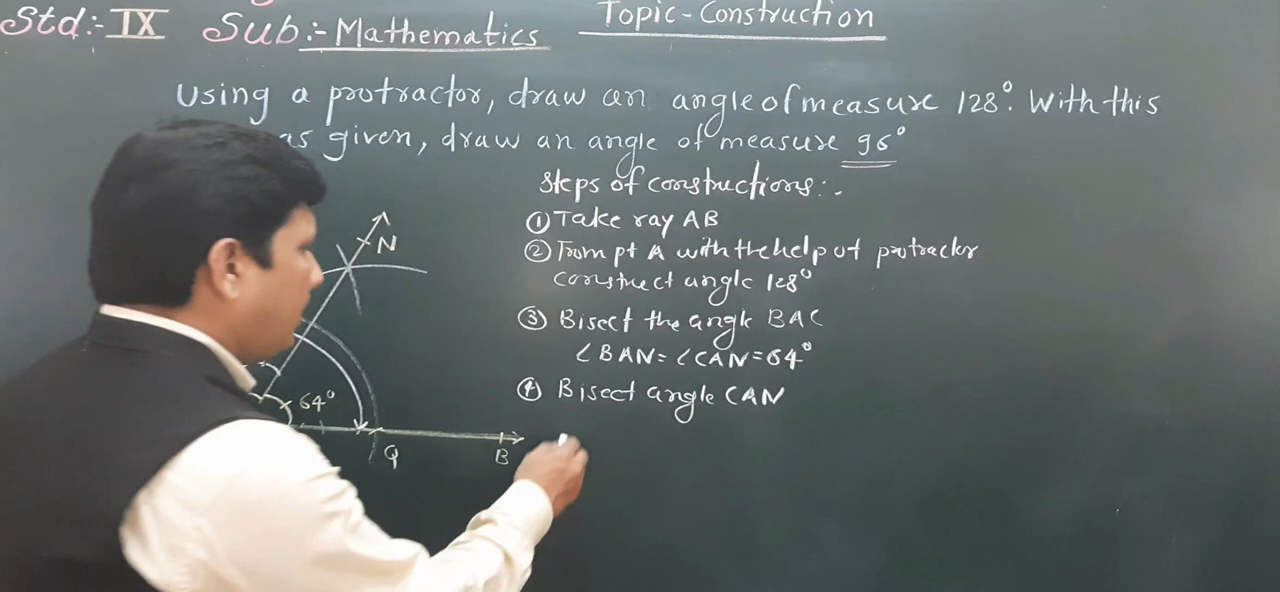 Std:- IX Sub:- Mathematics Topic-Construction
Using a protractor, draw an angle of measure 128°. With this
as given, draw an angle of measure 96°
Steps of constructions:-
① Take ray AB
② From pt A with the help of protractor
construct angle 128°
③ Bisect the angle BAC
∠BAN = ∠CAN = 64°
④ Bisect angle CAN
N
64°
Q
B